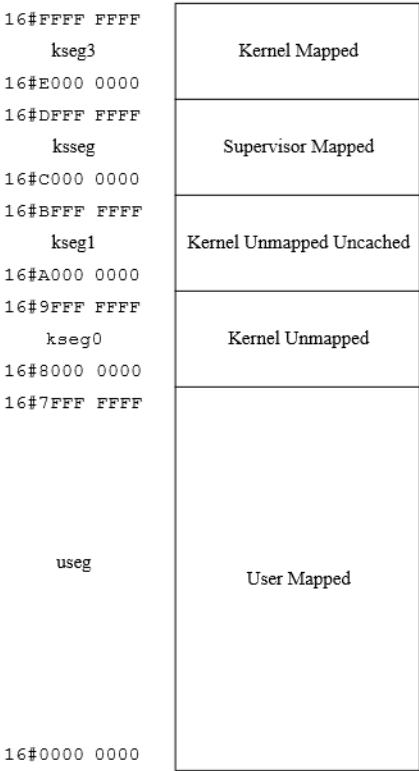 16#FFFF FFFF
kseg3
Kernel Mapped
16#E000 0000
16#DFFF FFFF
ksseg
Supervisor Mapped
16#C000 0000
16#BFFF FFFF
kseg1
Kernel Unmapped Uncached
16#A000 0000
16#9FFF FFFF
kseg0
Kernel Unmapped
16#8000 0000
16#7FFF FFFF
useg
User Mapped
16#0000 0000